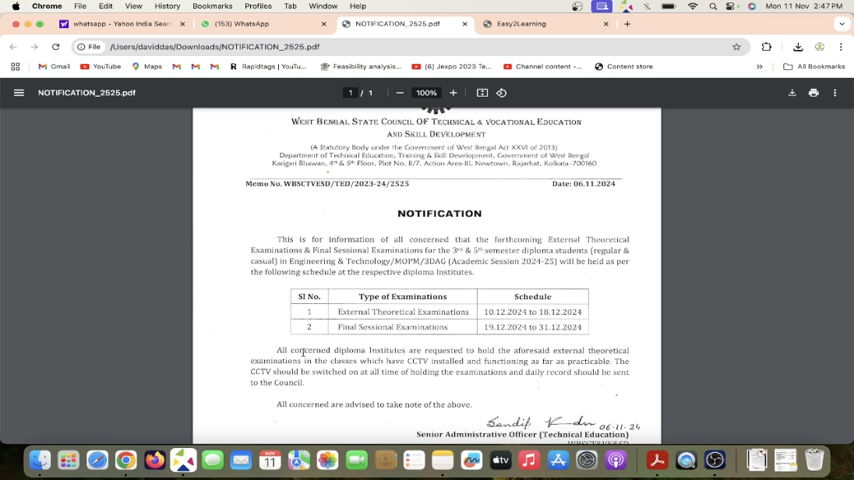 Chrome File Edit View History Bookmarks Profiles Tab Window Help Mon 11 Nov 2:47 PM
whatsapp - Yahoo India Sear (153) WhatsApp NOTIFICATION_2525.pdf Easy2Learning
File /Users/daviddas/Downloads/NOTIFICATION_2525.pdf
Gmail YouTube Maps Rapidtags | YouTu... Feasibility analysis... (6) Jexpo 2023 Te... Channel content -... Content store All Bookmarks
NOTIFICATION_2525.pdf 1 / 1 100%
WEST BENGAL STATE COUNCIL OF TECHNICAL & VOCATIONAL EDUCATION
AND SKILL DEVELOPMENT
(A Statutory Body under the Government of West Bengal Act XXVI of 2013)
Department of Technical Education, Training & Skill Development, Government of West Bengal
Karigari Bhawan, 4th & 5th Floor, Plot No. B/7, Action Area-III, Newtown, Rajarhat, Kolkata-700160
Memo No. WBSCTVESD/TED/2023-24/2525 Date: 06.11.2024
NOTIFICATION
This is for information of all concerned that the forthcoming External Theoretical
Examinations & Final Sessional Examinations for the 3rd & 5th semester diploma students (regular &
casual) in Engineering & Technology/MOPM/3DAG (Academic Session 2024-25) will be held as per
the following schedule at the respective diploma Institutes.
Sl No. Type of Examinations Schedule
1 External Theoretical Examinations 10.12.2024 to 18.12.2024
2 Final Sessional Examinations 19.12.2024 to 31.12.2024
All concerned diploma Institutes are requested to hold the aforesaid external theoretical
examinations in the classes which have CCTV installed and functioning as far as practicable. The
CCTV should be switched on at all time of holding the examinations and daily record should be sent
to the Council.
All concerned are advised to take note of the above.
Sandip 06-11-24
Senior Administrative Officer (Technical Education)
WBSCTVE&SD
NOV
11
tv